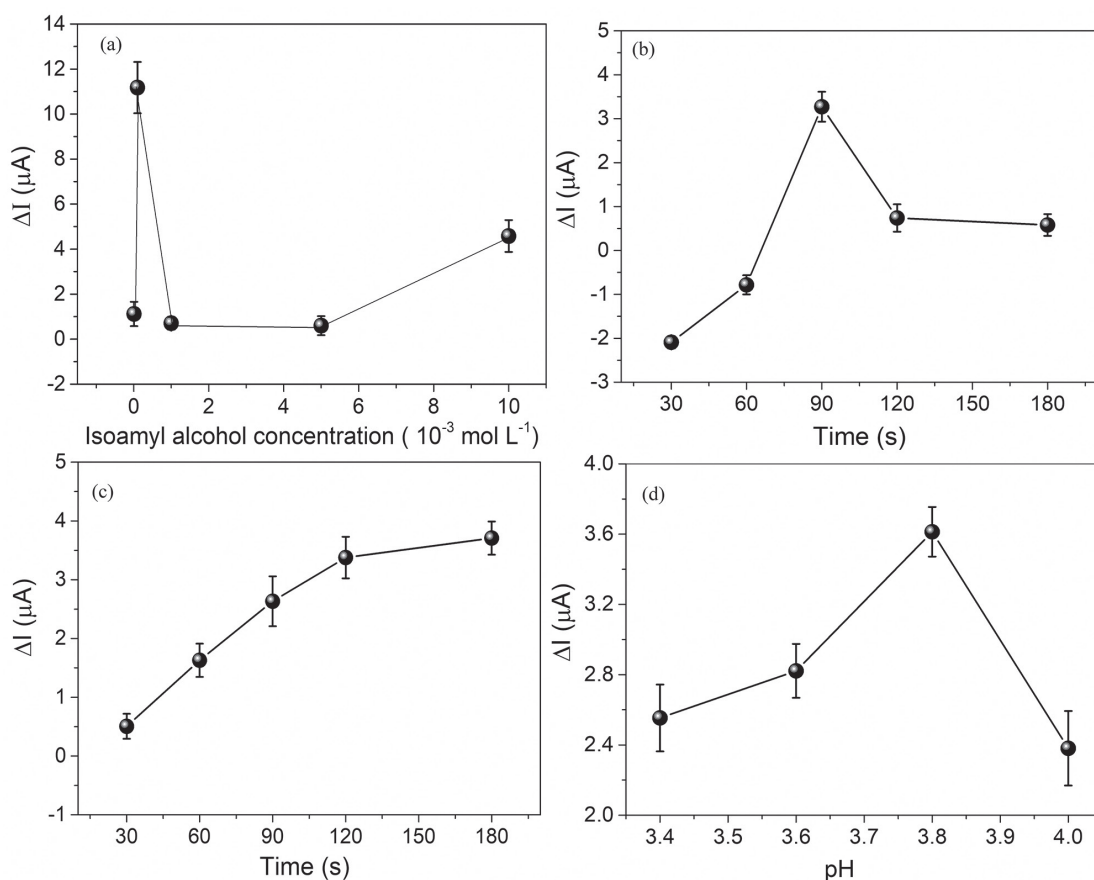 (a)
ΔI (μA)
14
12
10
8
6
4
2
0
-2
0 2 4 6 8 10
Isoamyl alcohol concentration ( 10⁻³ mol L⁻¹)
(b)
ΔI (μA)
5
4
3
2
1
0
-1
-2
-3
30 60 90 120 150 180
Time (s)
(c)
ΔI (μA)
5
4
3
2
1
0
-1
30 60 90 120 150 180
Time (s)
(d)
ΔI (μA)
4.0
3.6
3.2
2.8
2.4
2.0
3.4 3.5 3.6 3.7 3.8 3.9 4.0
pH